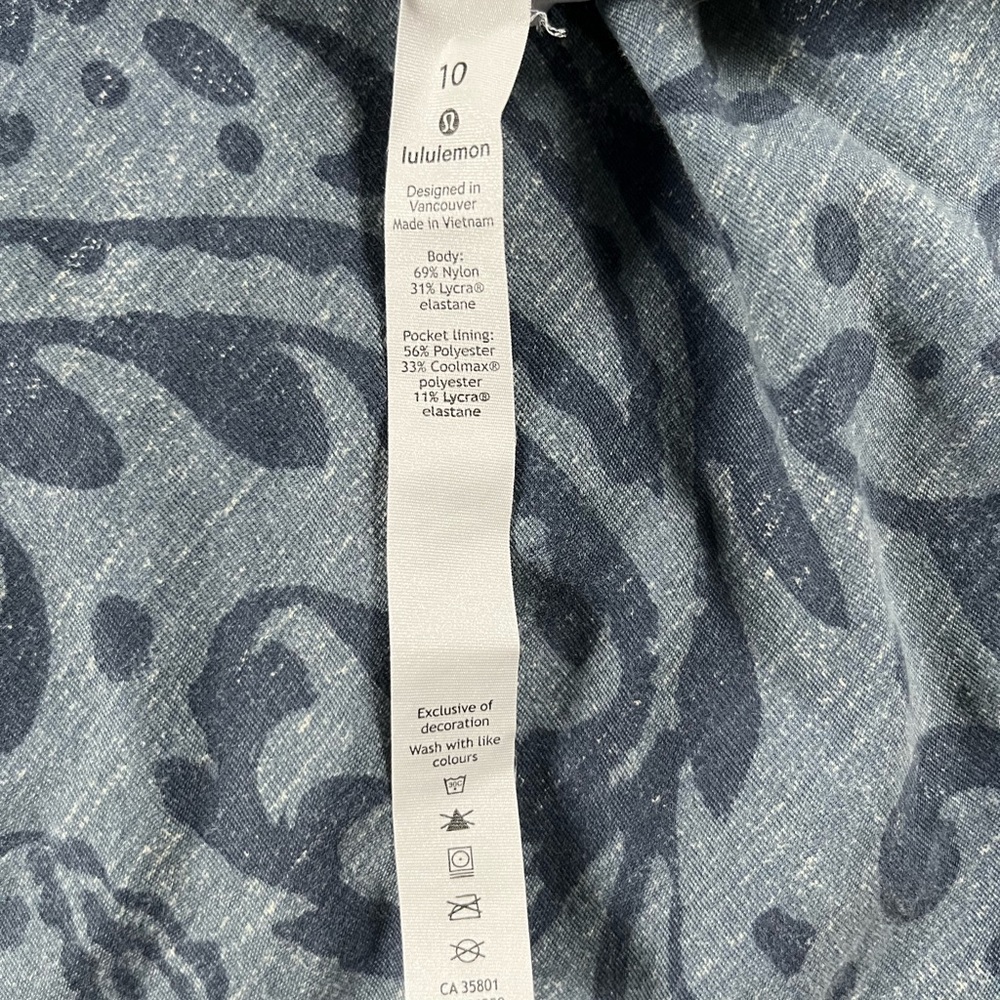 10
lululemon
Designed in
Vancouver
Made in Vietnam
Body:
69% Nylon
31% Lycra®
elastane
Pocket lining:
56% Polyester
33% Coolmax®
polyester
11% Lycra®
elastane
Exclusive of
decoration
Wash with like
colours
30C
CA 35801